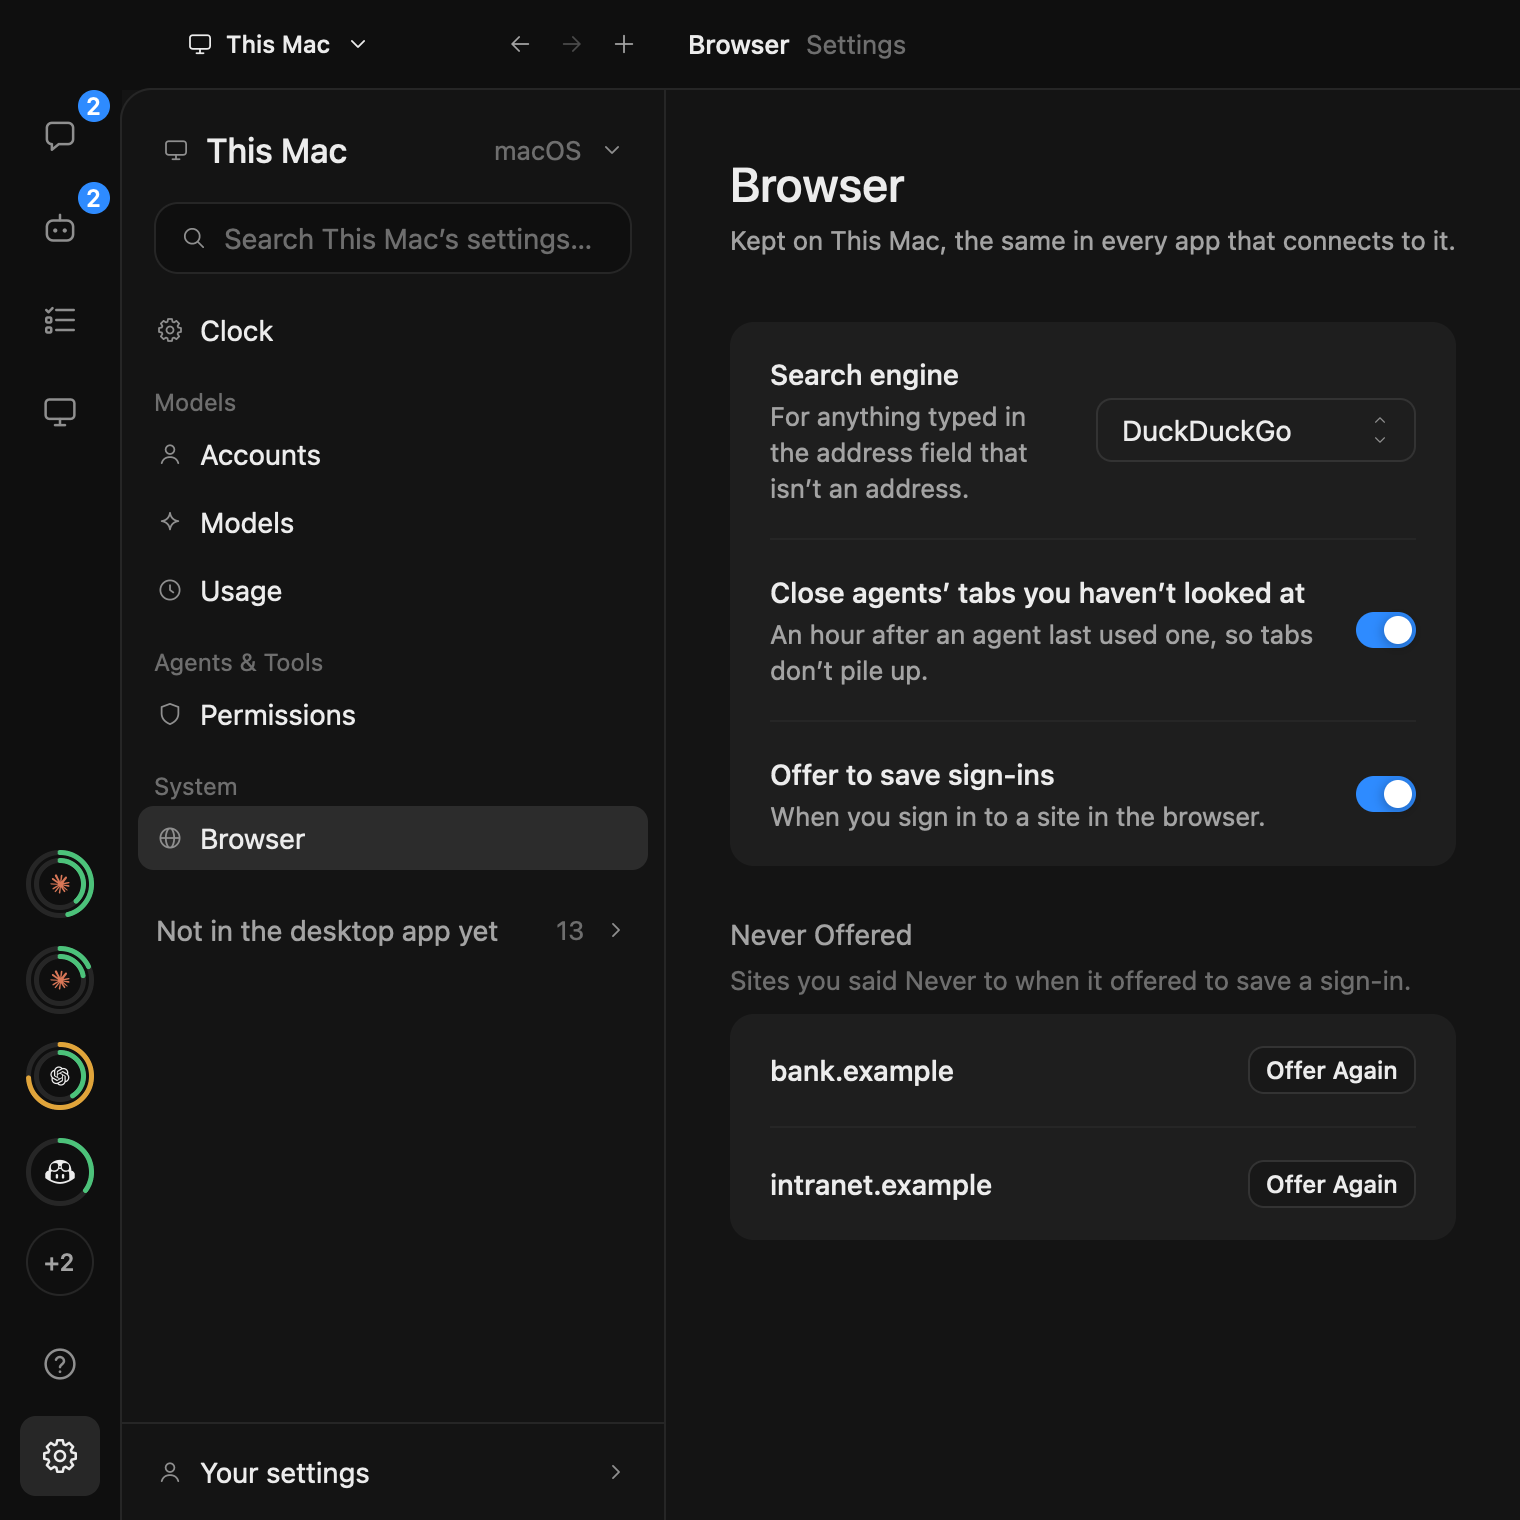 This Mac
Browser Settings
2
2
This Mac
macOS
Search This Mac’s settings...
Clock
Models
Accounts
Models
Usage
Agents & Tools
Permissions
System
Browser
Not in the desktop app yet 13
+2
Your settings
Browser
Kept on This Mac, the same in every app that connects to it.
Search engine
For anything typed in
the address field that
isn’t an address.
DuckDuckGo
Close agents’ tabs you haven’t looked at
An hour after an agent last used one, so tabs
don’t pile up.
Offer to save sign-ins
When you sign in to a site in the browser.
Never Offered
Sites you said Never to when it offered to save a sign-in.
bank.example
Offer Again
intranet.example
Offer Again